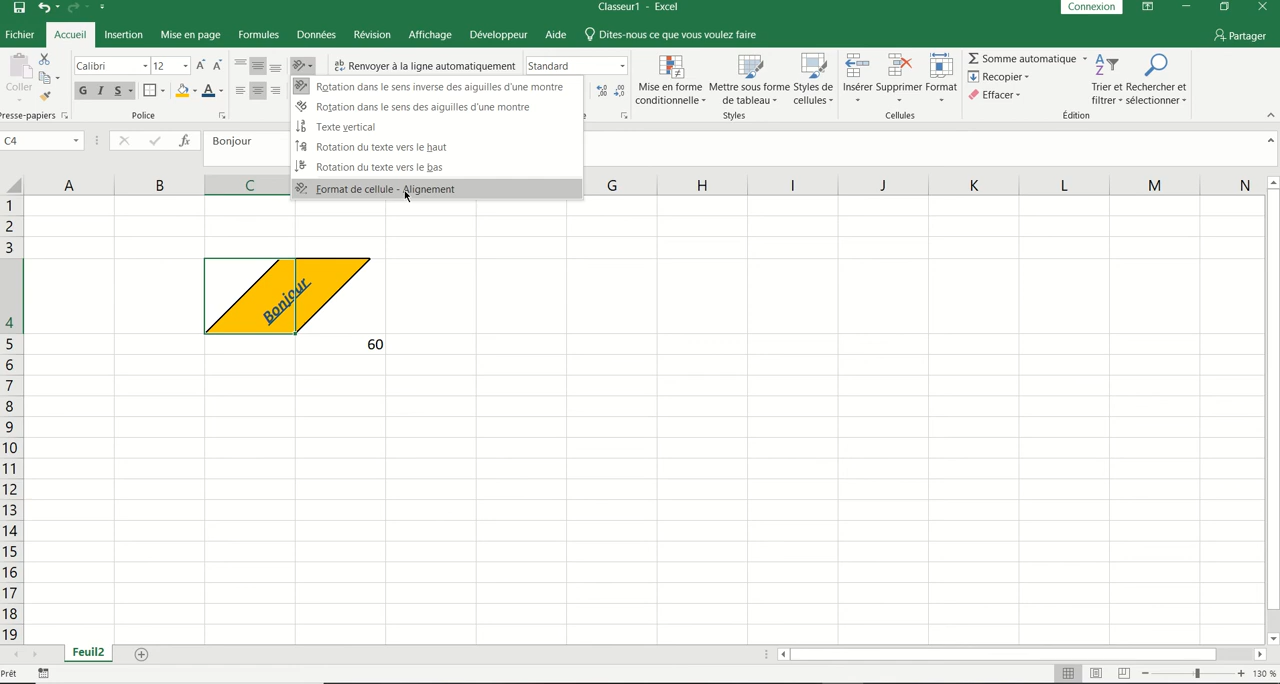 Classeur1 - Excel
Connexion
Fichier Accueil Insertion Mise en page Formules Données Révision Affichage Développeur Aide Dites-nous ce que vous voulez faire Partager
Coller
Calibri 12
Renvoyer à la ligne automatiquement
Standard
G I S
A
Mise en forme conditionnelle
Mettre sous forme de tableau
Styles de cellules
Insérer Supprimer Format
Somme automatique
Recopier
Effacer
Trier et filtrer
Rechercher et sélectionner
Presse-papiers Police Styles Cellules Édition
Rotation dans le sens inverse des aiguilles d'une montre
Rotation dans le sens des aiguilles d'une montre
Texte vertical
Rotation du texte vers le haut
Rotation du texte vers le bas
Format de cellule - Alignement
C4 fx Bonjour
A B C G H I J K L M N
1
2
3
4 Bonjour
5 60
6
7
8
9
10
11
12
13
14
15
16
17
18
19
Feuil2
Prêt
130 %